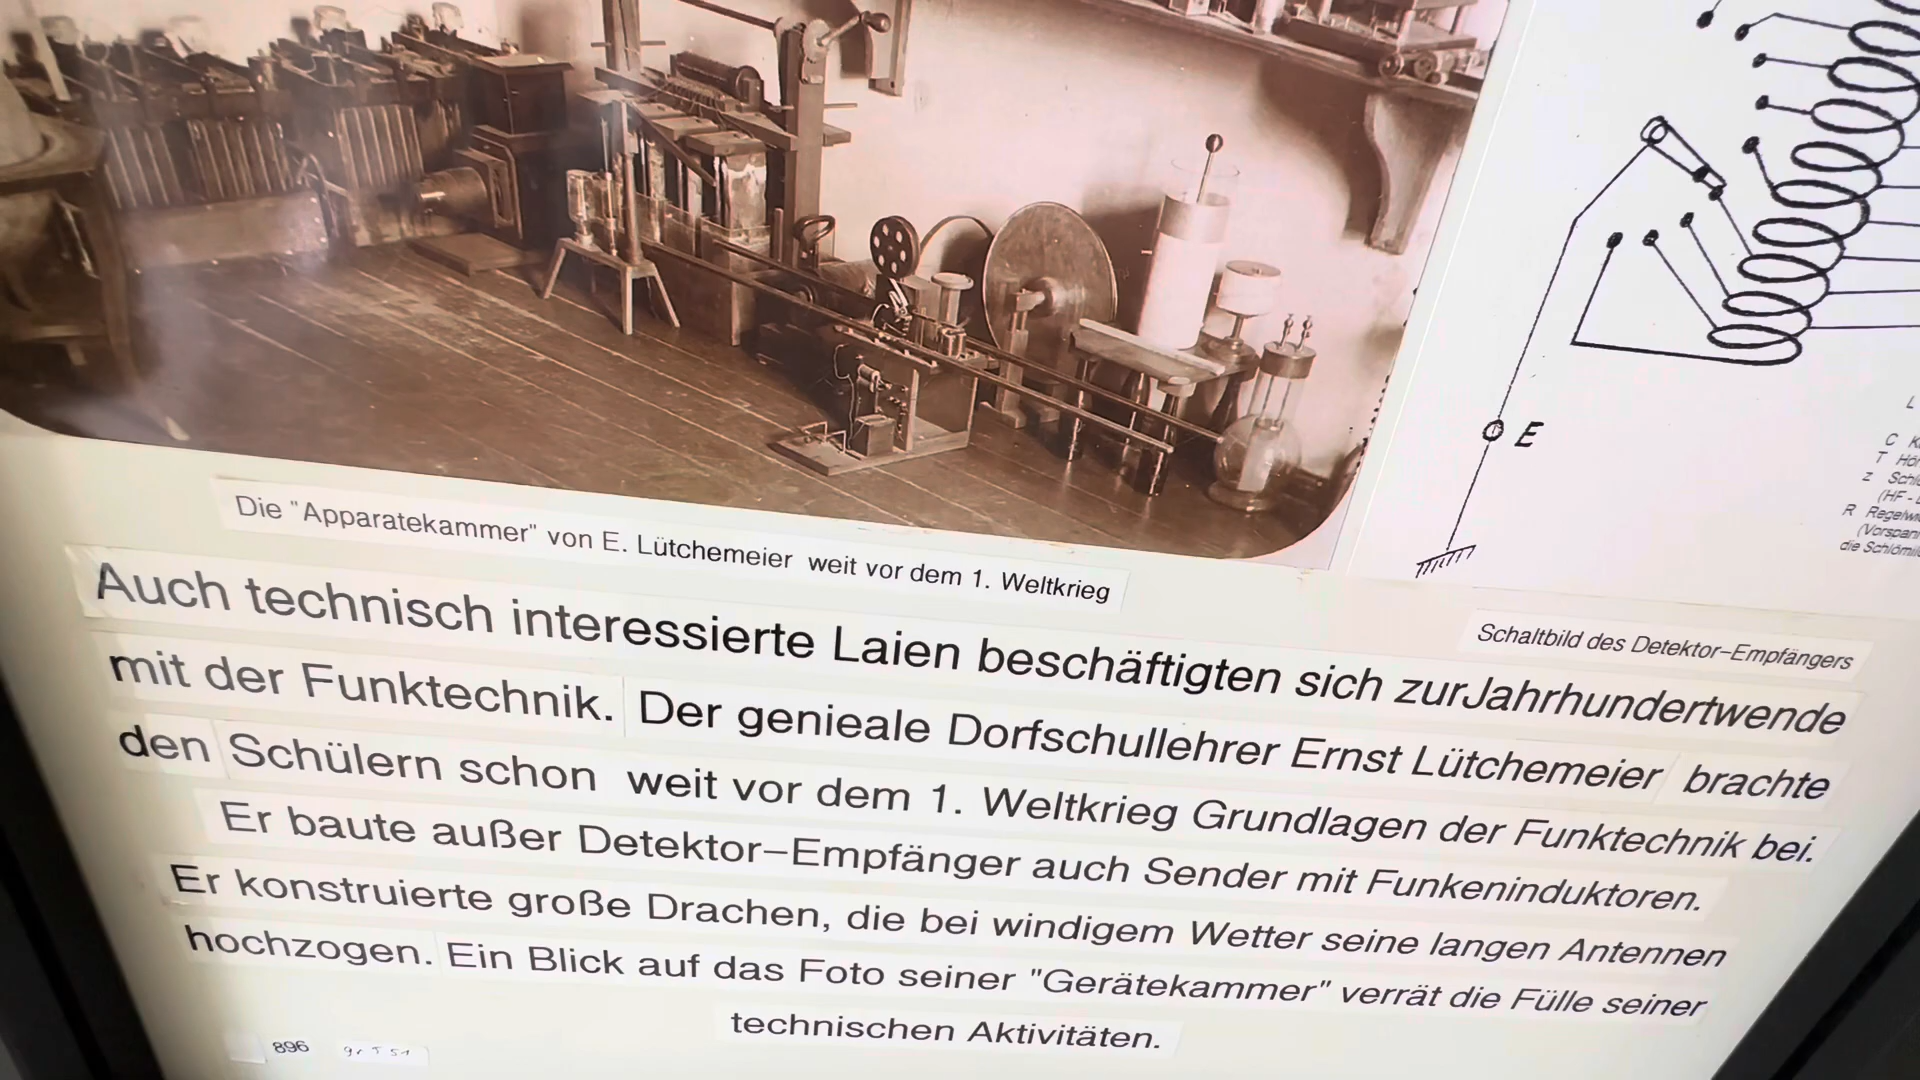 E
L
C
T
Z
R
Die "Apparatekammer" von E. Lütchemeier weit vor dem 1. Weltkrieg
Schaltbild des Detektor-Empfängers
Auch technisch interessierte Laien beschäftigten sich zurJahrhundertwende
mit der Funktechnik. Der genieale Dorfschullehrer Ernst Lütchemeier brachte
den Schülern schon weit vor dem 1. Weltkrieg Grundlagen der Funktechnik bei.
Er baute außer Detektor-Empfänger auch Sender mit Funkeninduktoren.
Er konstruierte große Drachen, die bei windigem Wetter seine langen Antennen
hochzogen. Ein Blick auf das Foto seiner "Gerätekammer" verrät die Fülle seiner
technischen Aktivitäten.
896